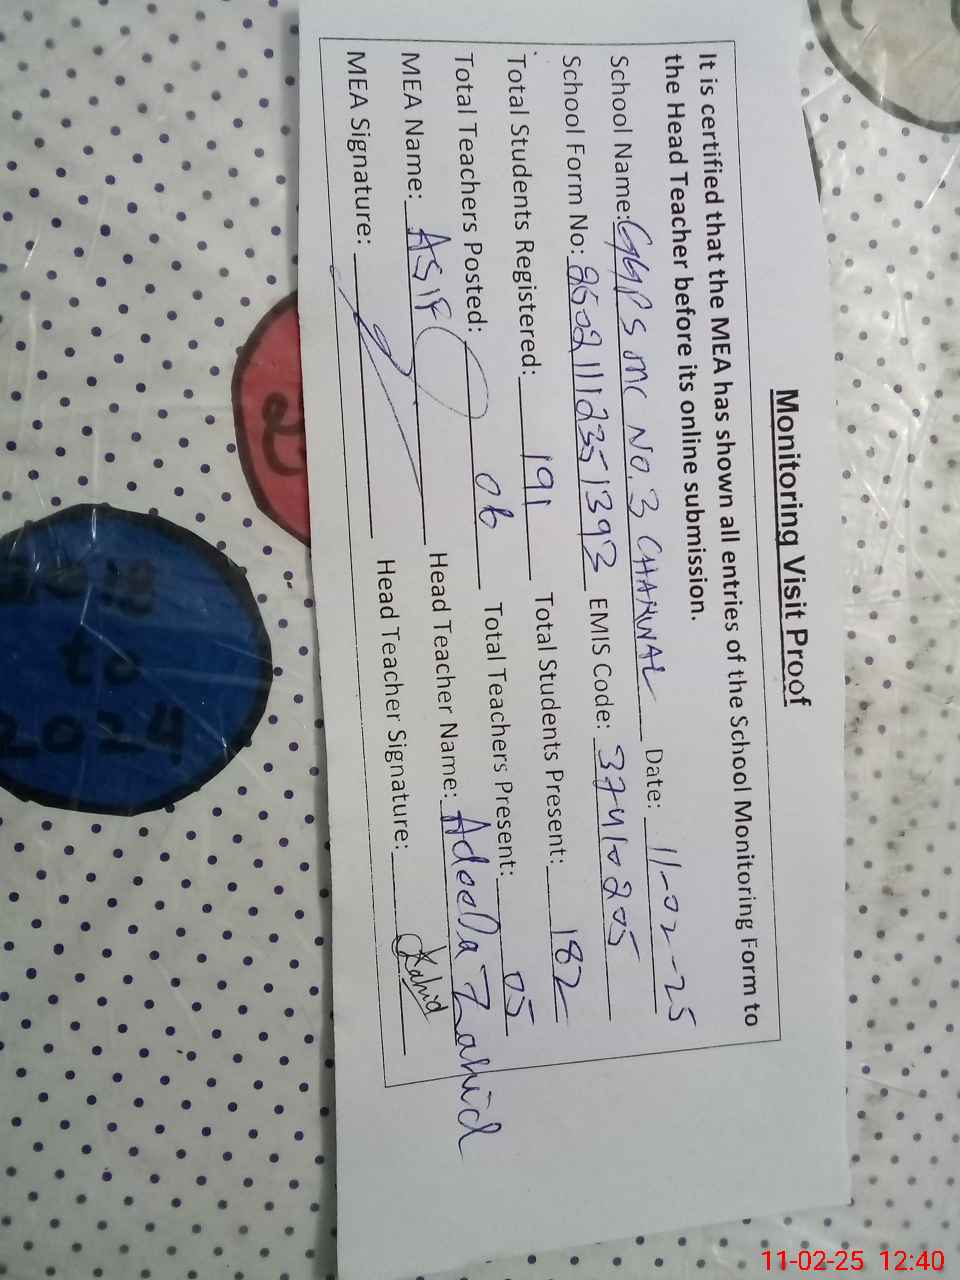 Monitoring Visit Proof
It is certified that the MEA has shown all entries of the School Monitoring Form to
the Head Teacher before its online submission.
School Name: GGPS MC NO.3 CHAKWAL Date: 11-02-25
School Form No: 25021112351393 EMIS Code: 37410205
Total Students Registered: 191 Total Students Present: 182
Total Teachers Posted: 06 Total Teachers Present: 05
MEA Name: ASIF Head Teacher Name: Adeela Zahid
MEA Signature: Head Teacher Signature: Zahid
to
2024
11-02-25 12:40